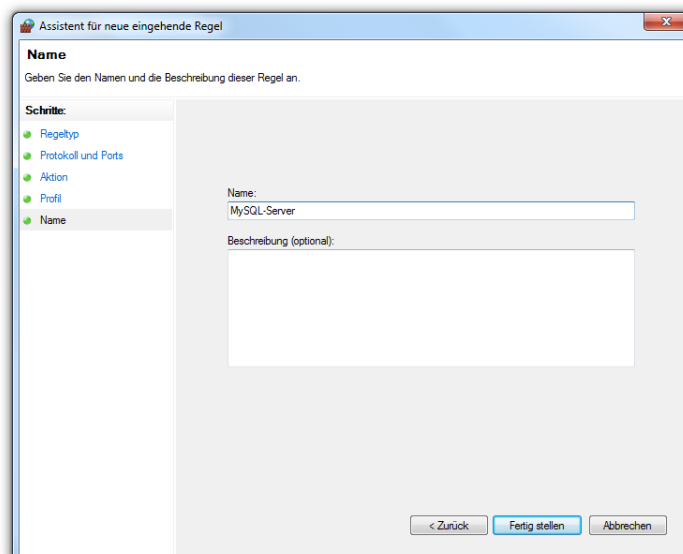 Assistent für neue eingehende Regel
Name
Geben Sie den Namen und die Beschreibung dieser Regel an.
Schritte:
Regeltyp
Protokoll und Ports
Aktion
Profil
Name
Name:
MySQL-Server
Beschreibung (optional):
< Zurück
Fertig stellen
Abbrechen